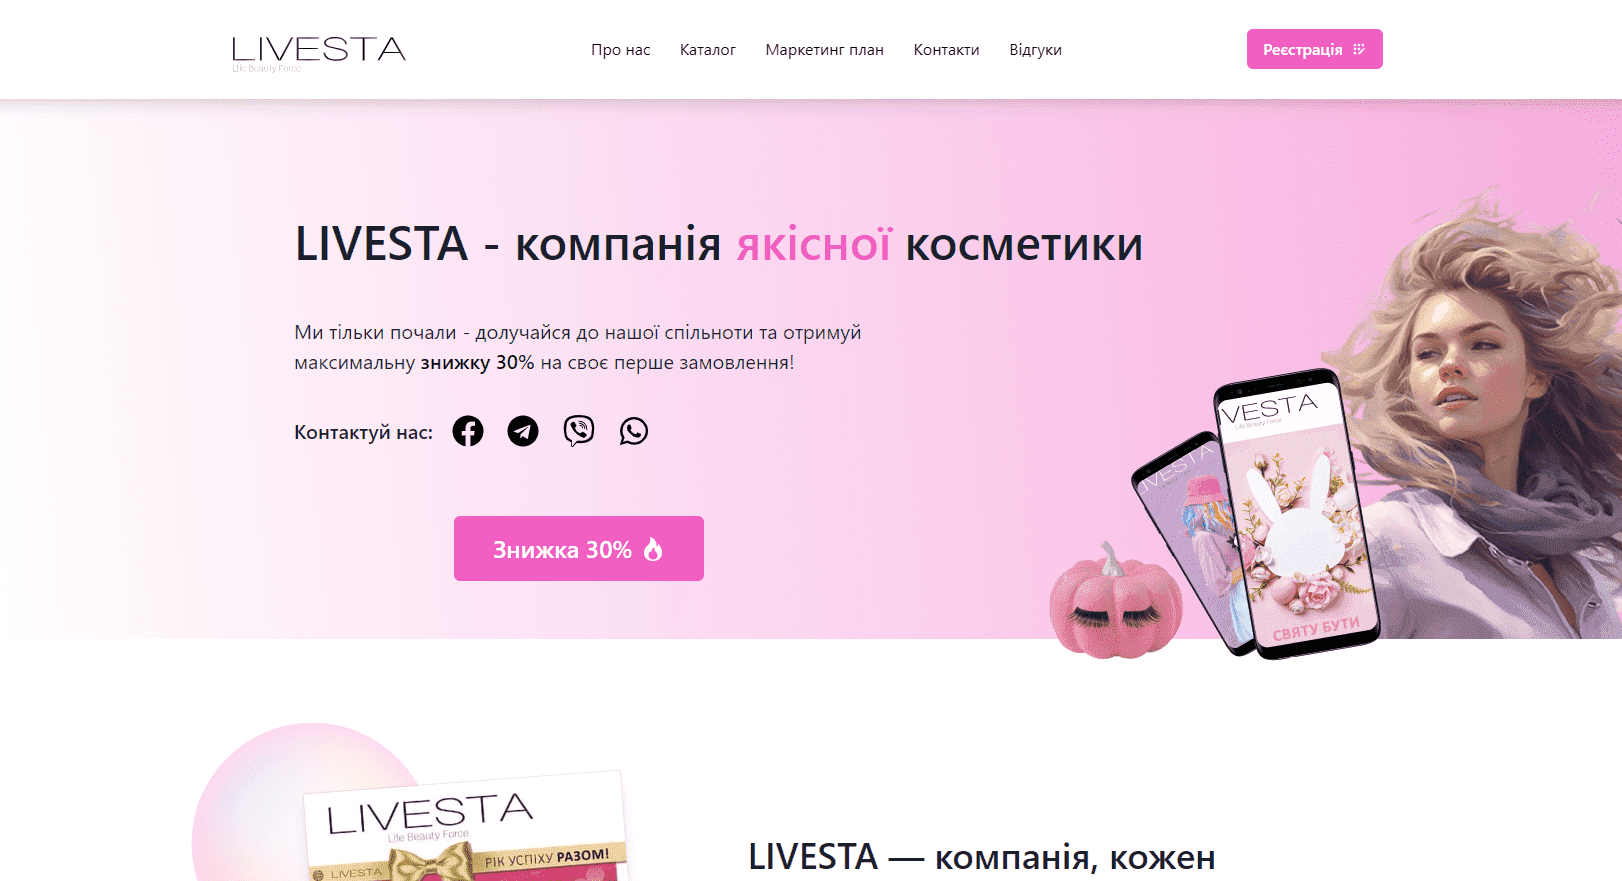 LIVESTA
Life Beauty Force
Про нас
Каталог
Маркетинг план
Контакти
Відгуки
Реєстрація
LIVESTA - компанія якісної косметики
Ми тільки почали - долучайся до нашої спільноти та отримуй
максимальну знижку 30% на своє перше замовлення!
Контактуй нас:
Знижка 30%
IVESTA
VESTA
Life Beauty Force
СВЯТУ БУТИ
LIVESTA
Life Beauty Force
РІК УСПІХУ РАЗОМ!
LIVESTA
LIVESTA — компанія, кожен